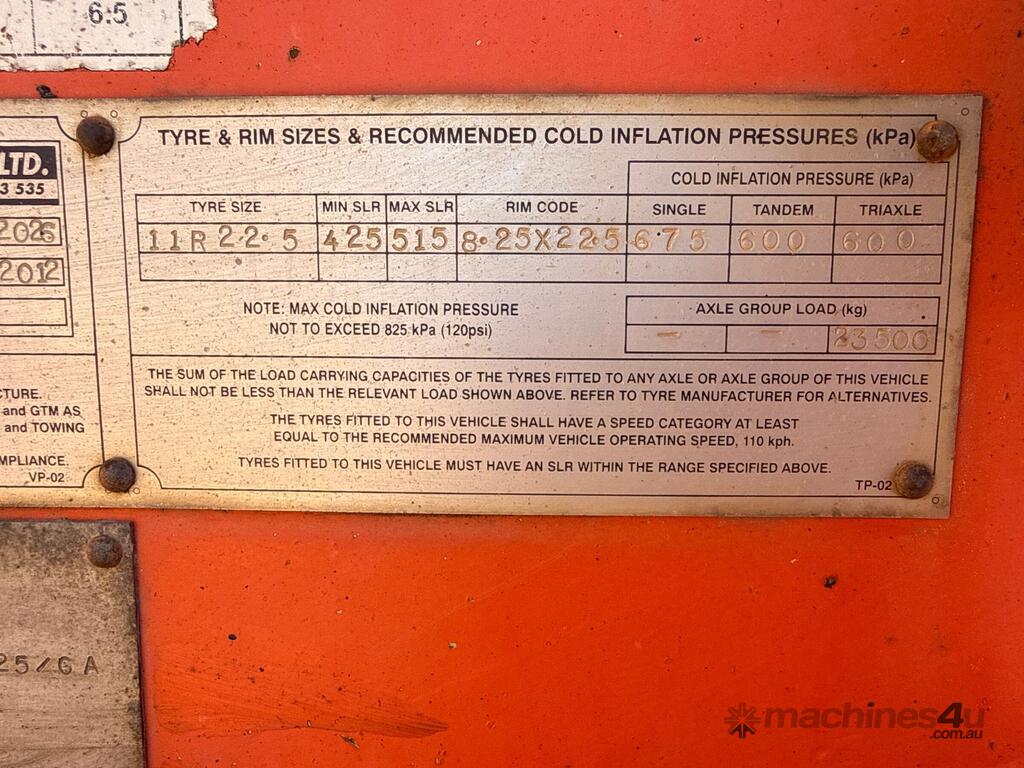 6.5
TYRE & RIM SIZES & RECOMMENDED COLD INFLATION PRESSURES (kPa)
COLD INFLATION PRESSURE (kPa)
TYRE SIZE MIN SLR MAX SLR RIM CODE SINGLE TANDEM TRIAXLE
11R22.5 425 515 8.25X22.5 675 600 600
NOTE: MAX COLD INFLATION PRESSURE
NOT TO EXCEED 825 kPa (120psi)
AXLE GROUP LOAD (kg)
- - 23500
THE SUM OF THE LOAD CARRYING CAPACITIES OF THE TYRES FITTED TO ANY AXLE OR AXLE GROUP OF THIS VEHICLE
SHALL NOT BE LESS THAN THE RELEVANT LOAD SHOWN ABOVE. REFER TO TYRE MANUFACTURER FOR ALTERNATIVES.
THE TYRES FITTED TO THIS VEHICLE SHALL HAVE A SPEED CATEGORY AT LEAST
EQUAL TO THE RECOMMENDED MAXIMUM VEHICLE OPERATING SPEED, 110 kph.
TYRES FITTED TO THIS VEHICLE MUST HAVE AN SLR WITHIN THE RANGE SPECIFIED ABOVE.
TP-02
LTD.
3 535
2026
2012
CTURE.
and GTM AS
and TOWING
MPLIANCE.
VP-02
25/6A
machines4u
.com.au